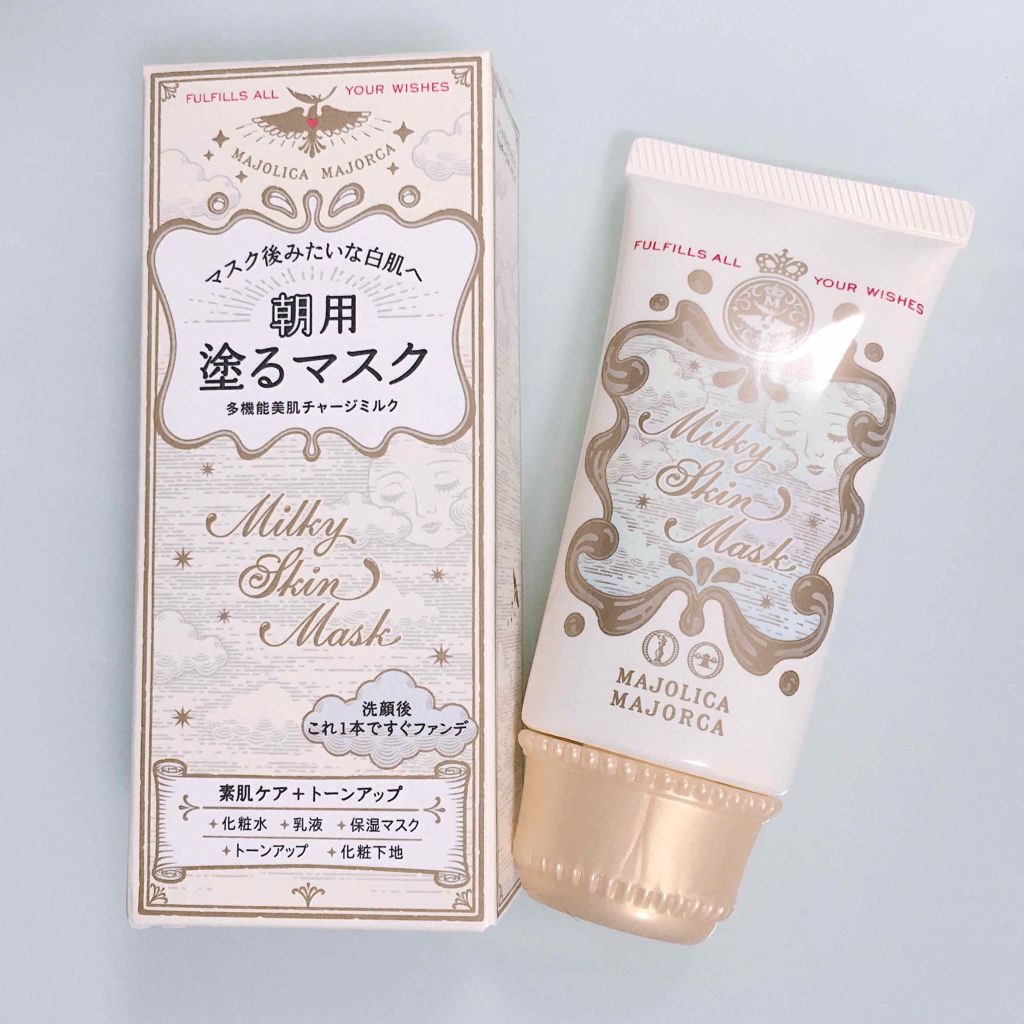 FULFILLS ALL YOUR WISHES
MAJOLICA MAJORCA
マスク後みたいな白肌へ
朝用
塗るマスク
多機能美肌チャージミルク
Milky
Skin
Mask
洗顔後
これ1本ですぐファンデ
素肌ケア+トーンアップ
+化粧水 +乳液 +保湿マスク
+トーンアップ +化粧下地
FULFILLS ALL YOUR WISHES
M
Milky
Skin
Mask
MAJOLICA
MAJORCA